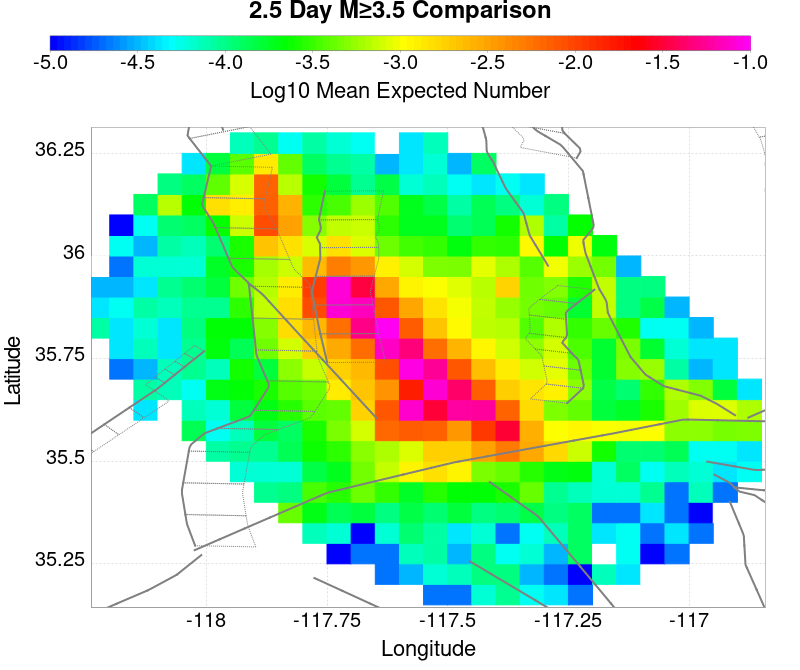 2.5 Day M≥3.5 Comparison
-5.0 -4.5 -4.0 -3.5 -3.0 -2.5 -2.0 -1.5 -1.0
Log10 Mean Expected Number
36.25
36
35.75
35.5
35.25
Latitude
-118 -117.75 -117.5 -117.25 -117
Longitude